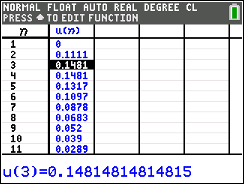 NORMAL FLOAT AUTO REAL DEGREE CL
PRESS + TO EDIT FUNCTION
n u(n)
1 0
2 0.1111
3 0.1481
4 0.1481
5 0.1317
6 0.1097
7 0.0878
8 0.0683
9 0.052
10 0.039
11 0.0289
u(3)=0.14814814814815